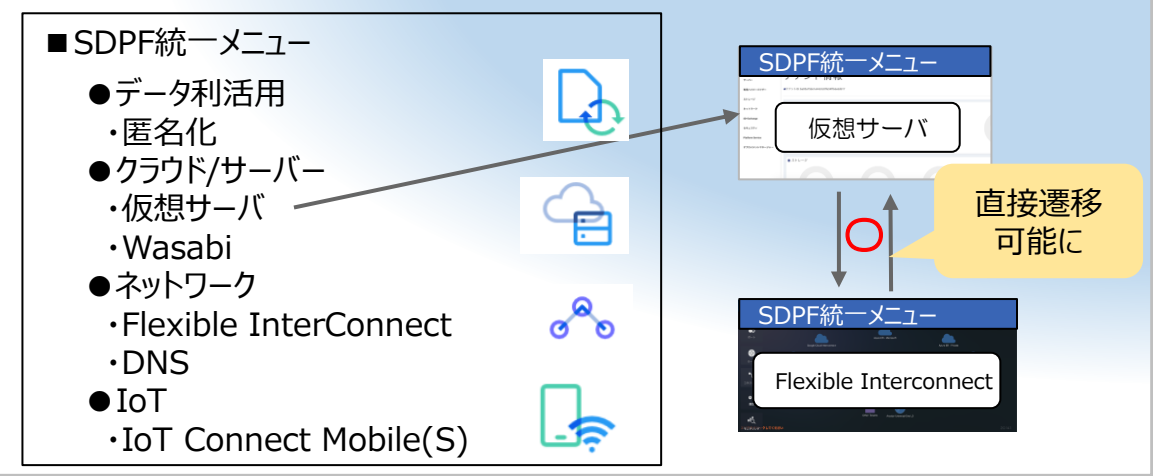 ■SDPF統一メニュー
●データ利活用
・匿名化
●クラウド/サーバー
・仮想サーバ
・Wasabi
●ネットワーク
・Flexible InterConnect
・DNS
●IoT
・IoT Connect Mobile(S)
SDPF統一メニュー
仮想サーバ
直接遷移
可能に
SDPF統一メニュー
Flexible Interconnect